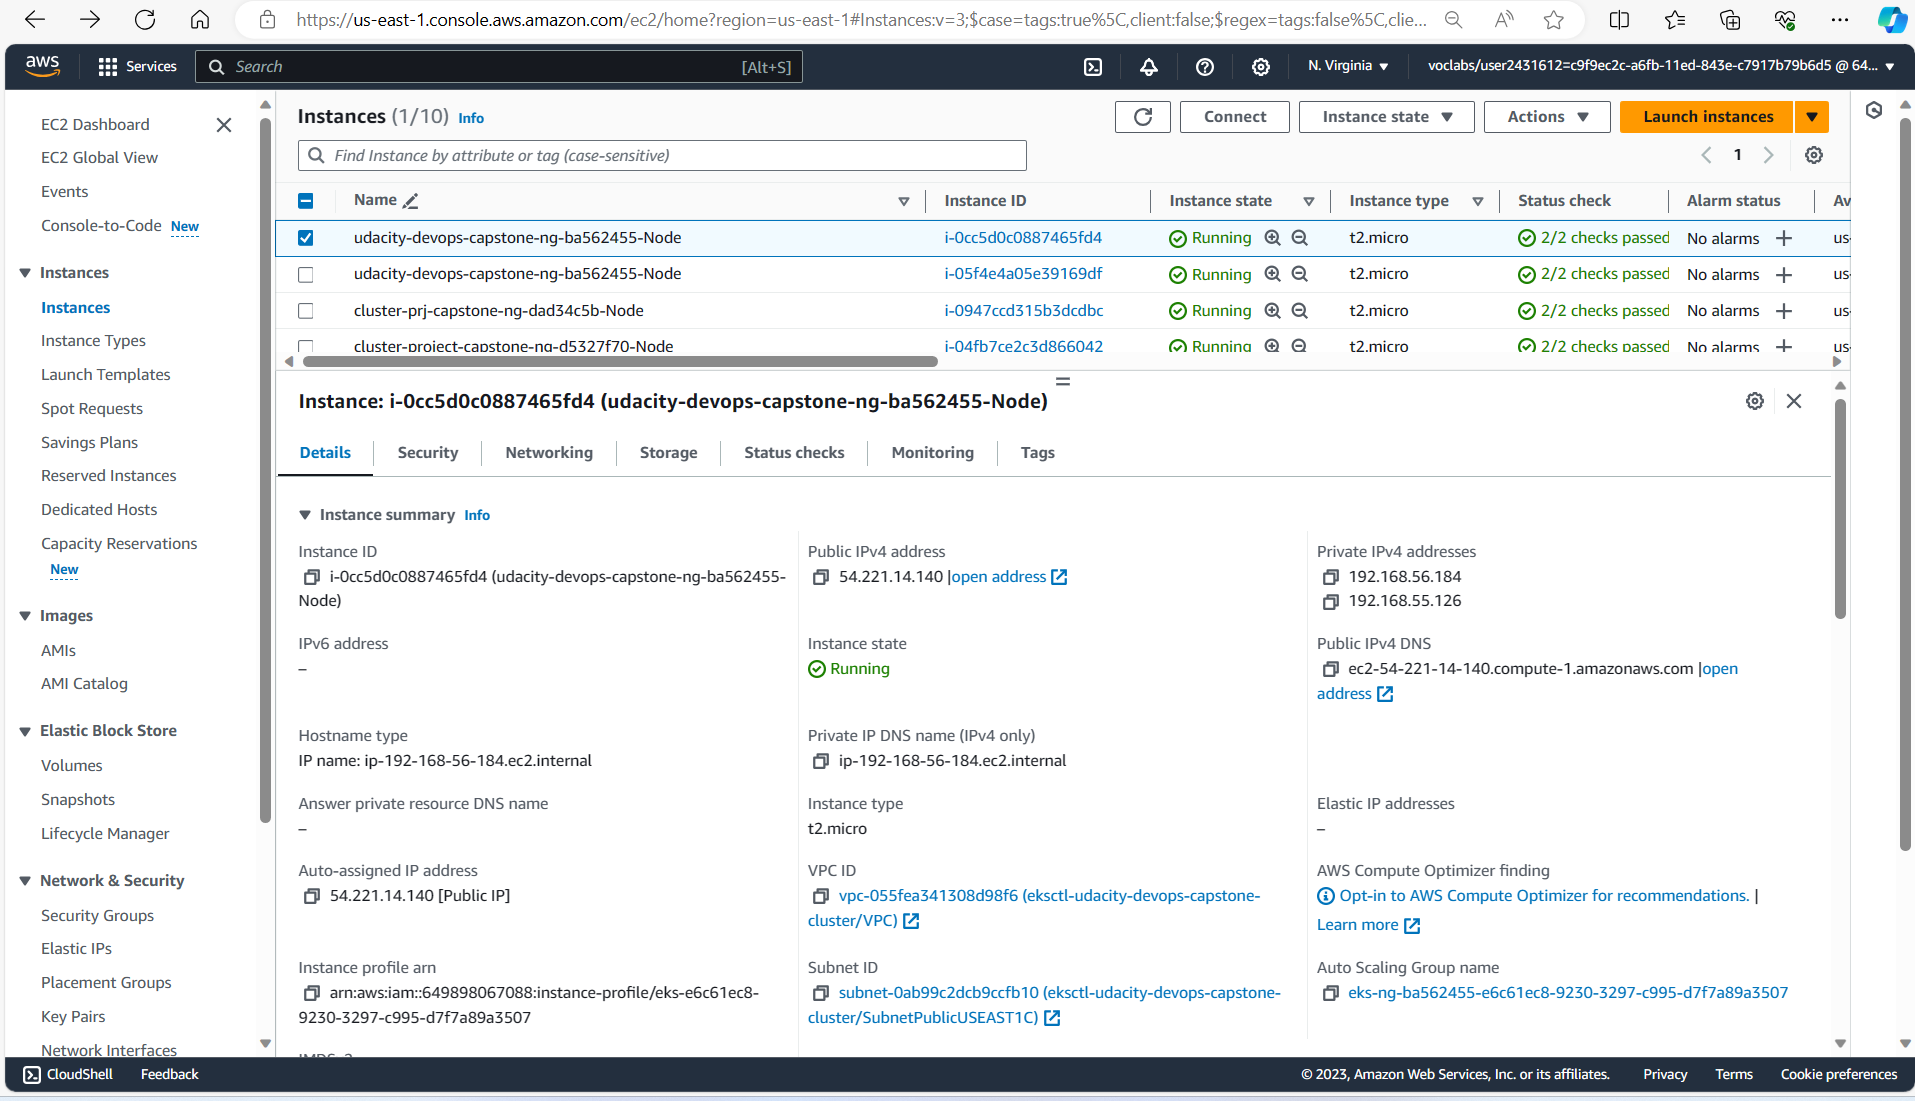 https://us-east-1.console.aws.amazon.com/ec2/home?region=us-east-1#Instances:v=3;$case=tags:true%5C,client:false;$regex=tags:false%5C,clie...
aws
Services
Search [Alt+S]
N. Virginia
voclabs/user2431612=c9f9ec2c-a6fb-11ed-843e-c7917b79b6d5 @ 64...
EC2 Dashboard
EC2 Global View
Events
Console-to-Code New
Instances
Instances
Instance Types
Launch Templates
Spot Requests
Savings Plans
Reserved Instances
Dedicated Hosts
Capacity Reservations
New
Images
AMIs
AMI Catalog
Elastic Block Store
Volumes
Snapshots
Lifecycle Manager
Network & Security
Security Groups
Elastic IPs
Placement Groups
Key Pairs
Network Interfaces
Instances (1/10) Info
Connect
Instance state
Actions
Launch instances
Find Instance by attribute or tag (case-sensitive)
1
Name Instance ID Instance state Instance type Status check Alarm status Av
udacity-devops-capstone-ng-ba562455-Node i-0cc5d0c0887465fd4 Running t2.micro 2/2 checks passed No alarms us-
udacity-devops-capstone-ng-ba562455-Node i-05f4e4a05e39169df Running t2.micro 2/2 checks passed No alarms us-
cluster-prj-capstone-ng-dad34c5b-Node i-0947ccd315b3dcdbc Running t2.micro 2/2 checks passed No alarms us-
cluster-project-capstone-ng-d5327f70-Node i-04fb7ce2c3d866042 Running t2.micro 2/2 checks passed No alarms us-
Instance: i-0cc5d0c0887465fd4 (udacity-devops-capstone-ng-ba562455-Node)
Details Security Networking Storage Status checks Monitoring Tags
Instance summary Info
Instance ID
i-0cc5d0c0887465fd4 (udacity-devops-capstone-ng-ba562455-
Node)
Public IPv4 address
54.221.14.140 |open address
Private IPv4 addresses
192.168.56.184
192.168.55.126
IPv6 address
–
Instance state
Running
Public IPv4 DNS
ec2-54-221-14-140.compute-1.amazonaws.com |open
address
Hostname type
IP name: ip-192-168-56-184.ec2.internal
Private IP DNS name (IPv4 only)
ip-192-168-56-184.ec2.internal
Answer private resource DNS name
–
Instance type
t2.micro
Elastic IP addresses
–
Auto-assigned IP address
54.221.14.140 [Public IP]
VPC ID
vpc-055fea341308d98f6 (eksctl-udacity-devops-capstone-
cluster/VPC)
AWS Compute Optimizer finding
Opt-in to AWS Compute Optimizer for recommendations. |
Learn more
Instance profile arn
arn:aws:iam::649898067088:instance-profile/eks-e6c61ec8-
9230-3297-c995-d7f7a89a3507
Subnet ID
subnet-0ab99c2dcb9ccfb10 (eksctl-udacity-devops-capstone-
cluster/SubnetPublicUSEAST1C)
Auto Scaling Group name
eks-ng-ba562455-e6c61ec8-9230-3297-c995-d7f7a89a3507
CloudShell
Feedback
© 2023, Amazon Web Services, Inc. or its affiliates.
Privacy
Terms
Cookie preferences